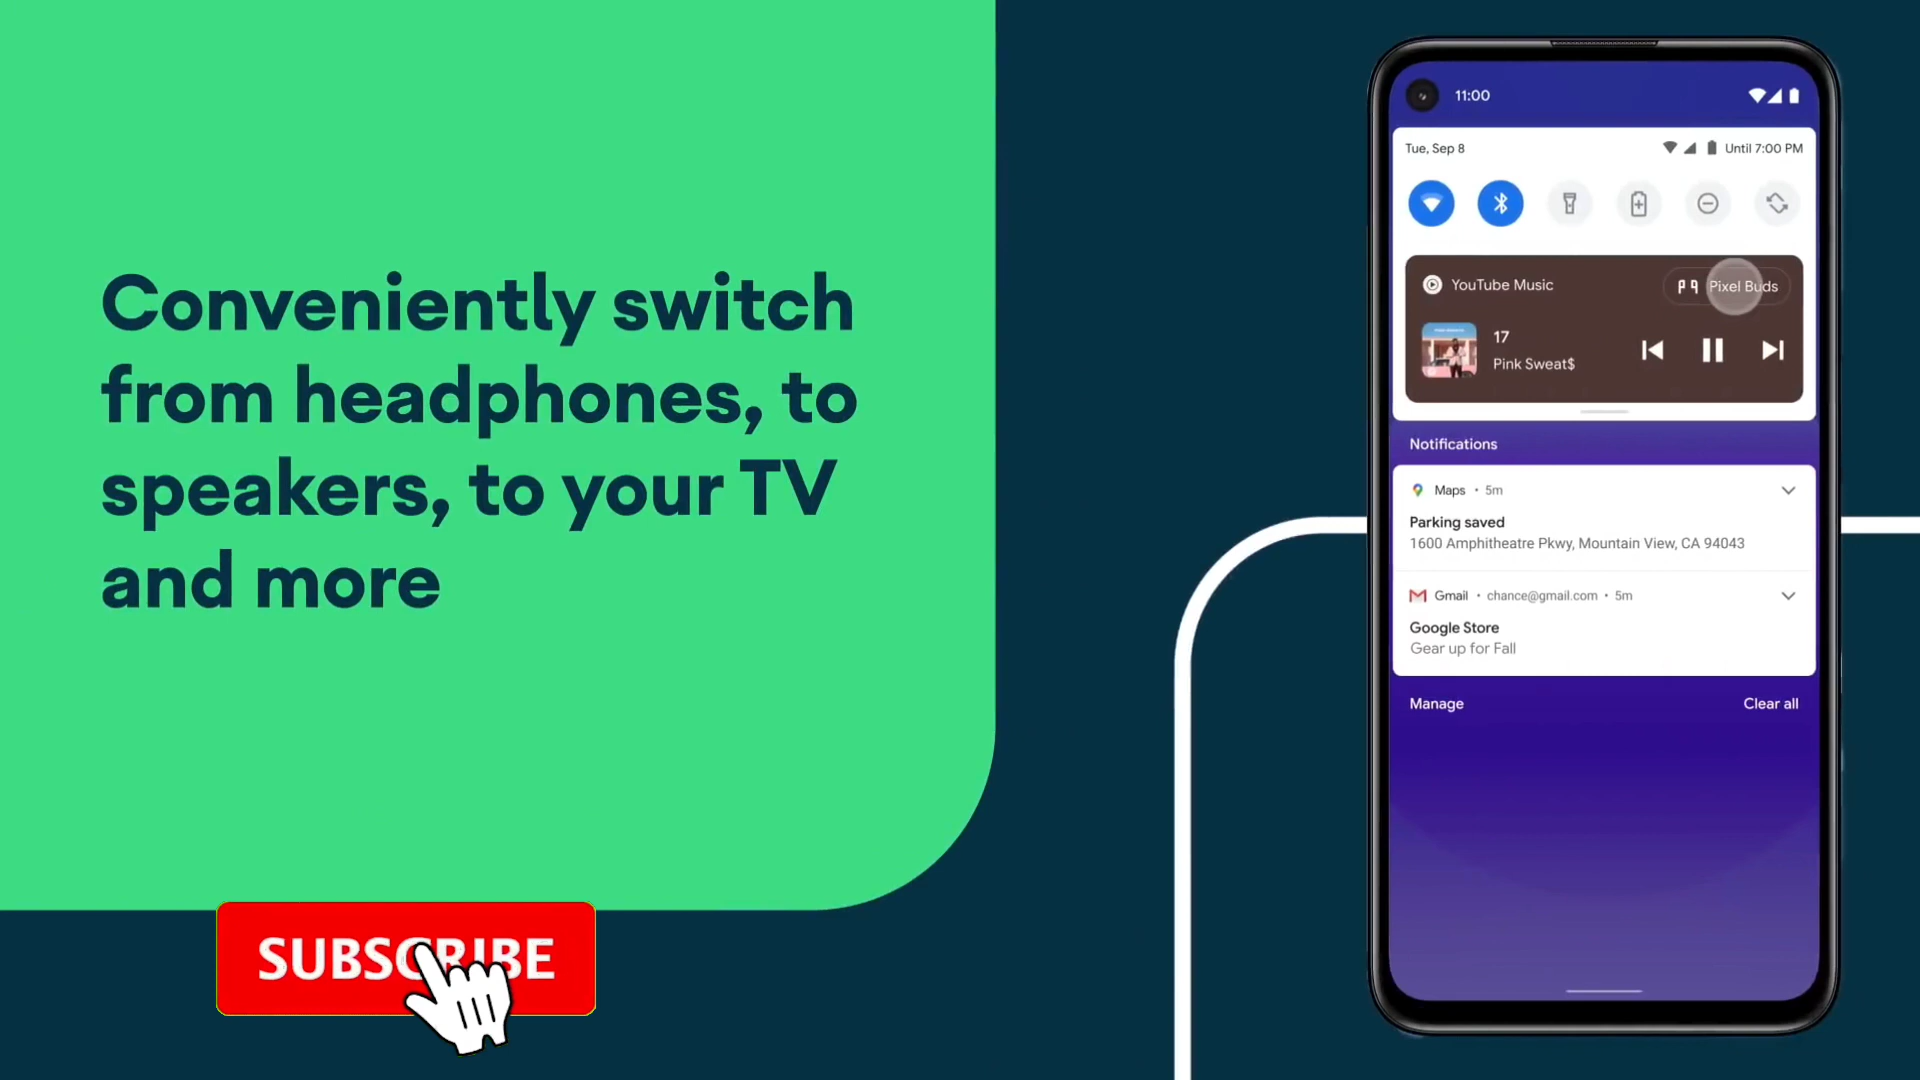 Conveniently switch
from headphones, to
speakers, to your TV
and more
SUBSCRIBE
11:00
Tue, Sep 8
Until 7:00 PM
YouTube Music
Pixel Buds
17
Pink Sweat$
Notifications
Maps • 5m
Parking saved
1600 Amphitheatre Pkwy, Mountain View, CA 94043
Gmail • chance@gmail.com • 5m
Google Store
Gear up for Fall
Manage
Clear all